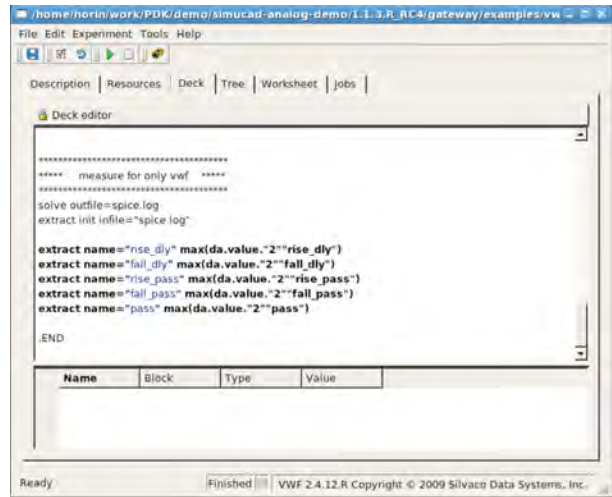 /home/horin/work/PDK/demo/simucad-analog-demo/1.1.3.R_RC4/gateway/examples/vw
File Edit Experiment Tools Help
Description Resources Deck Tree Worksheet Jobs
Deck editor
****************************************
***** measure for only vwf *****
****************************************
solve outfile=spice.log
extract init infile="spice.log"
extract name="rise_dly" max(da.value."2""rise_dly")
extract name="fall_dly" max(da.value."2""fall_dly")
extract name="rise_pass" max(da.value."2""rise_pass")
extract name="fall_pass" max(da.value."2""fall_pass")
extract name="pass" max(da.value."2""pass")
.END
Name Block Type Value
Ready Finished VWF 2.4.12.R Copyright © 2009 Silvaco Data Systems, Inc.